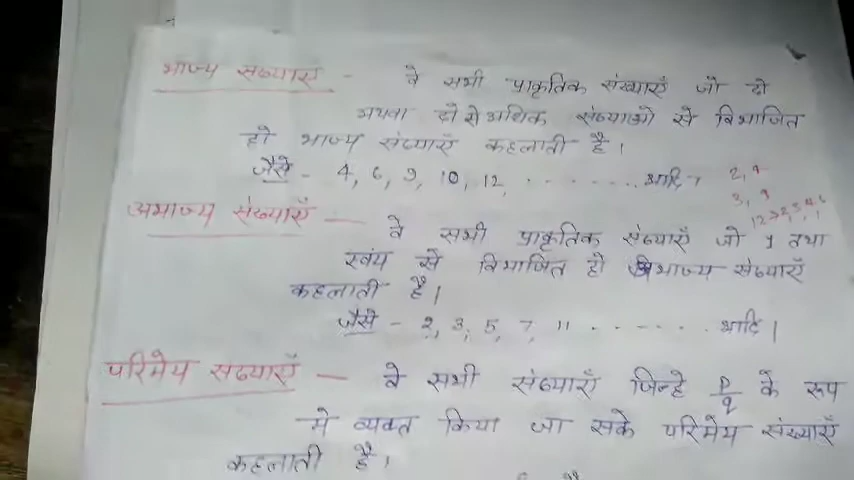 भाज्य संख्याएँ - वे सभी प्राकृतिक संख्याएँ जो दो
अथवा दो से अधिक संख्याओ से विभाजित
हो भाज्य संख्याएँ कहलाती है।
जैसे - 4, 6, 9, 10, 12, ........ आदि।
अभाज्य संख्याएँ — वे सभी प्राकृतिक संख्याएँ जो 1 तथा
स्वंय से विभाजित हो अभाज्य संख्याएँ
कहलाती है।
जैसे - 2, 3, 5, 7, 11 ........ आदि।
परिमेय संख्याएँ — वे सभी संख्याएँ जिन्हे p/q के रूप
मे व्यक्त किया जा सके परिमेय संख्याएँ
कहलाती है।